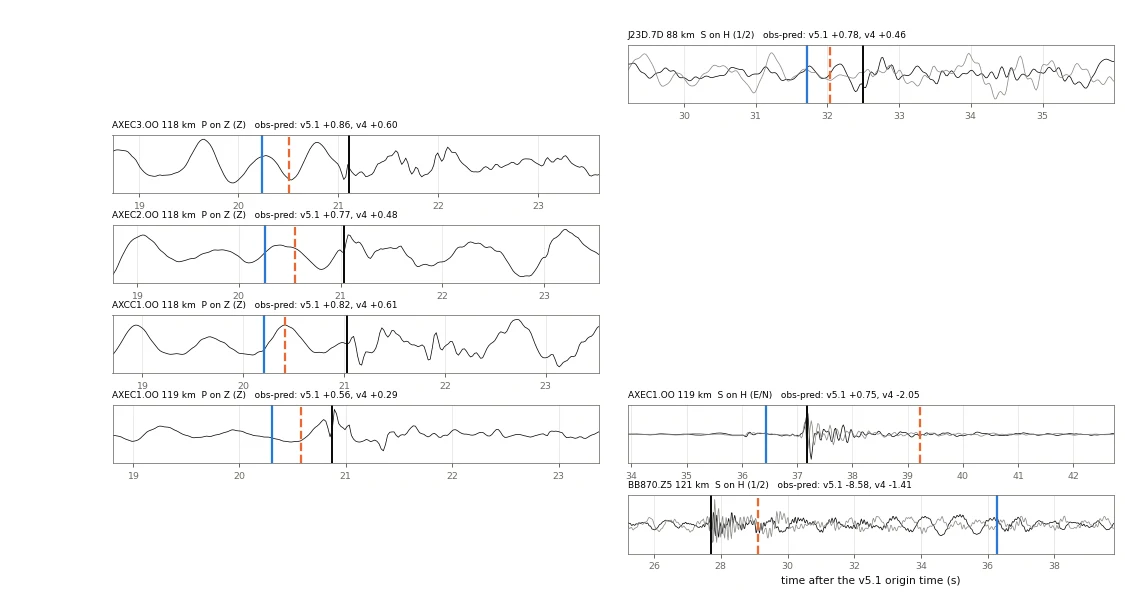 J23D.7D 88 km  S on H (1/2)   obs-pred: v5.1 +0.78, v4 +0.46
30 31 32 33 34 35
AXEC3.OO 118 km  P on Z (Z)   obs-pred: v5.1 +0.86, v4 +0.60
19 20 21 22 23
AXEC2.OO 118 km  P on Z (Z)   obs-pred: v5.1 +0.77, v4 +0.48
19 20 21 22 23
AXCC1.OO 118 km  P on Z (Z)   obs-pred: v5.1 +0.82, v4 +0.61
19 20 21 22 23
AXEC1.OO 119 km  P on Z (Z)   obs-pred: v5.1 +0.56, v4 +0.29
19 20 21 22 23
AXEC1.OO 119 km  S on H (E/N)   obs-pred: v5.1 +0.75, v4 -2.05
34 35 36 37 38 39 40 41 42
BB870.Z5 121 km  S on H (1/2)   obs-pred: v5.1 -8.58, v4 -1.41
26 28 30 32 34 36 38
time after the v5.1 origin time (s)